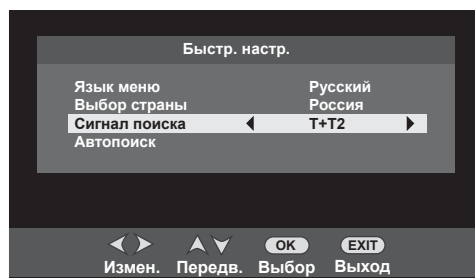 Быстр. настр.
Язык меню Русский
Выбор страны Россия
Сигнал поиска T+T2
Автопоиск
OK EXIT
Измен. Передв. Выбор Выход